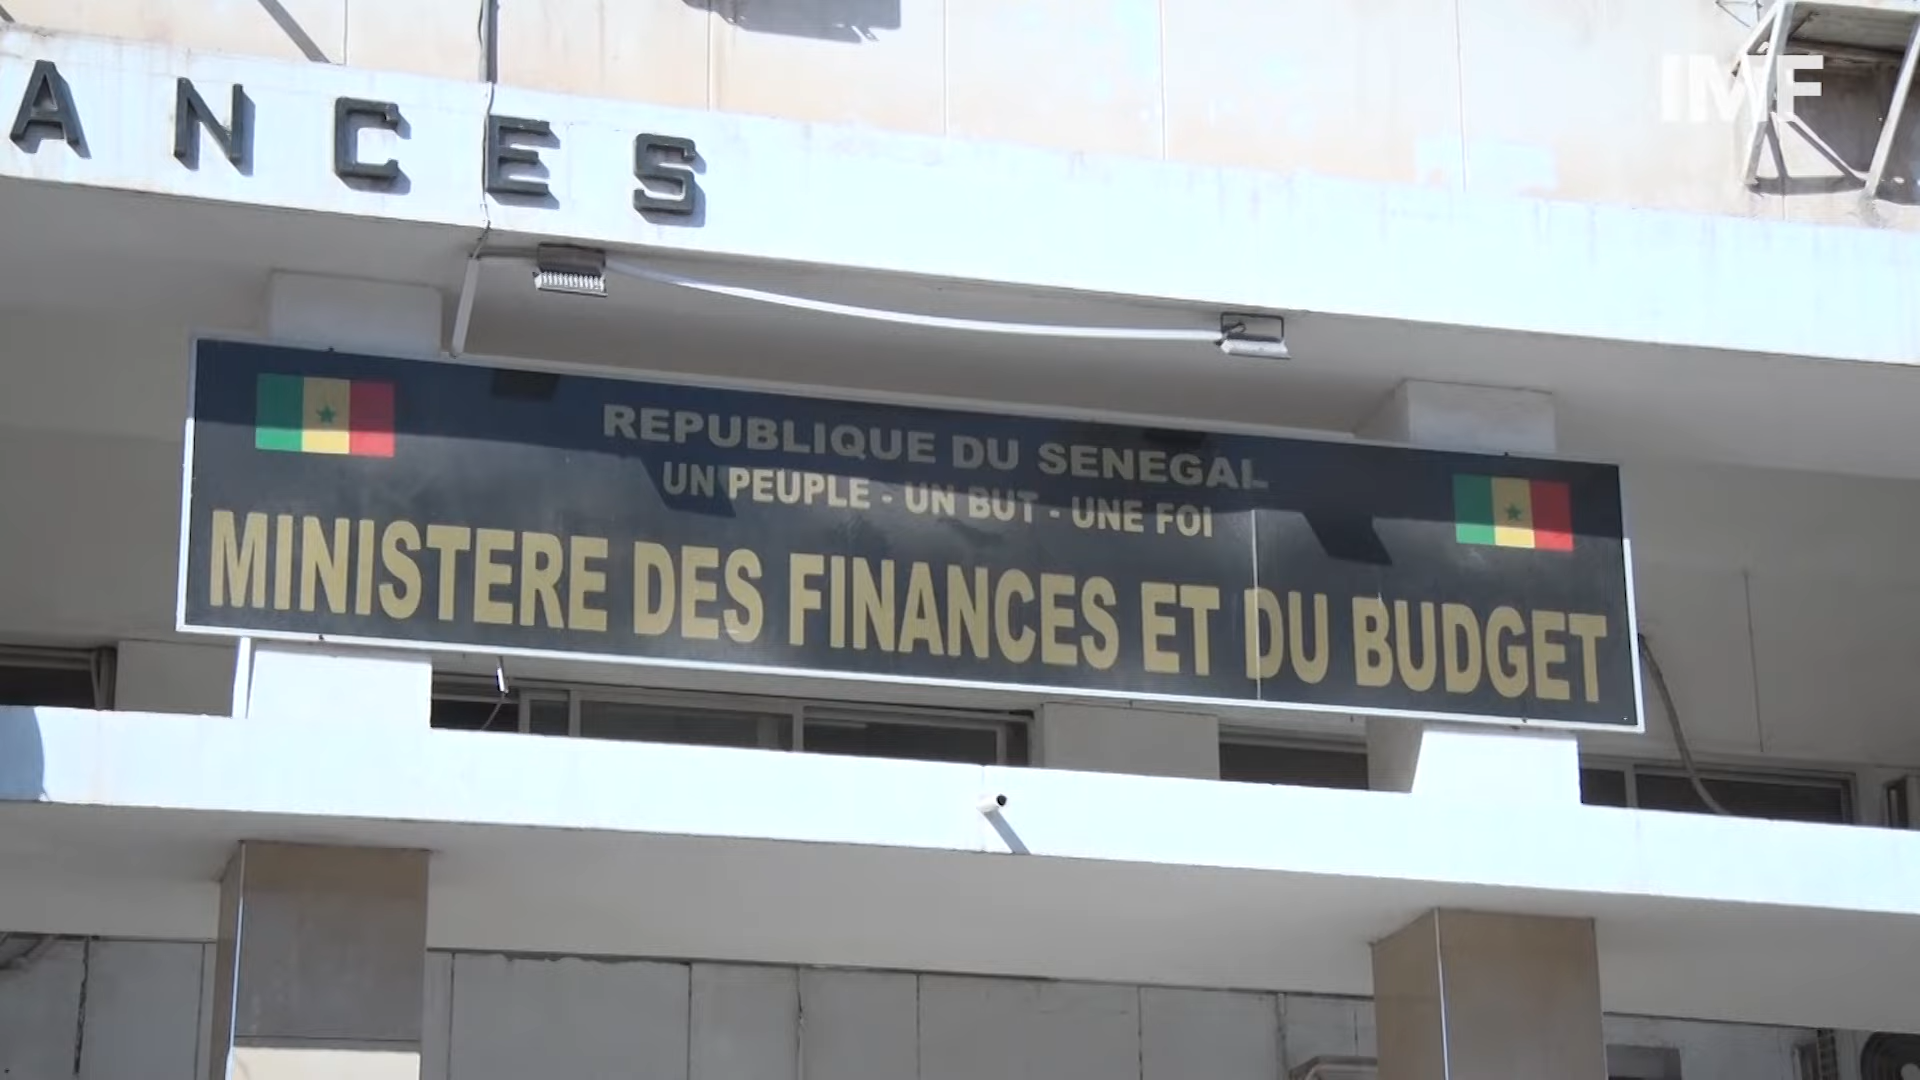 ANCES
IMF
REPUBLIQUE DU SENEGAL
UN PEUPLE - UN BUT - UNE FOI
MINISTERE DES FINANCES ET DU BUDGET